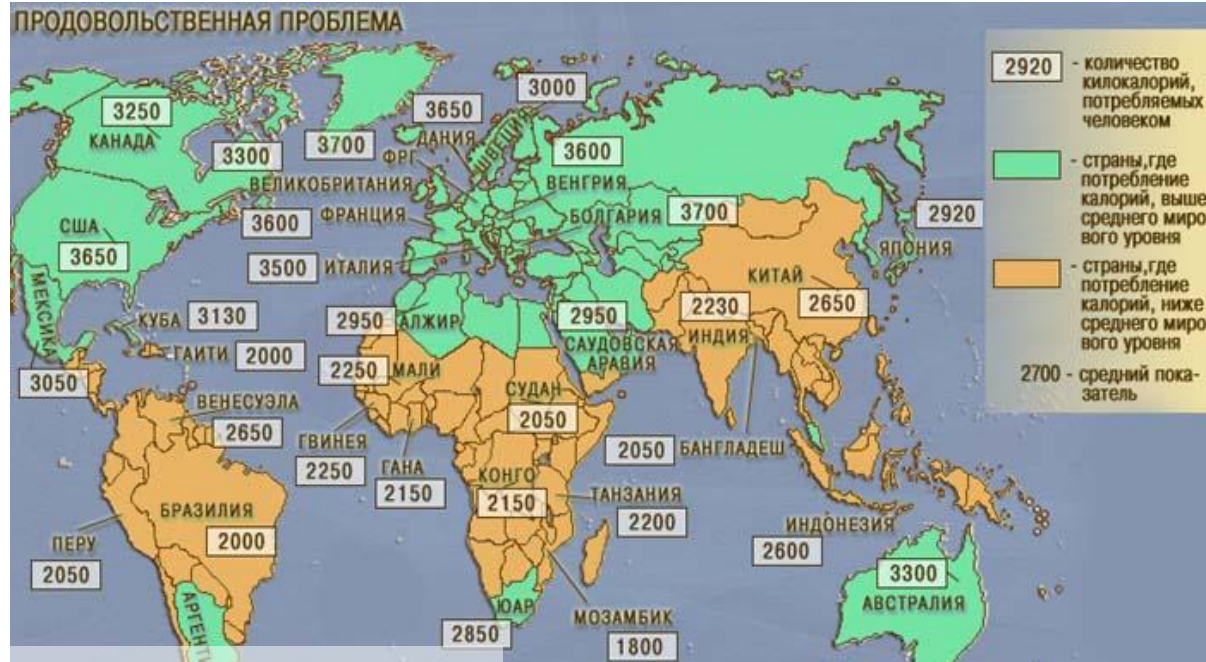 ПРОДОВОЛЬСТВЕННАЯ ПРОБЛЕМА
3250
КАНАДА
3300
3700
3650
3000
ДАНИЯ
ШВЕЦИЯ
ФРГ
3600
ВЕЛИКОБРИТАНИЯ
ВЕНГРИЯ
ФРАНЦИЯ
БОЛГАРИЯ
3700
3600
США
3650
3500
ИТАЛИЯ
2920
ЯПОНИЯ
КИТАЙ
2650
МЕКСИКА
3050
КУБА
3130
ГАИТИ
2000
2950
АЛЖИР
2950
САУДОВСКАЯ
АРАВИЯ
2230
ИНДИЯ
2250
МАЛИ
СУДАН
2050
ВЕНЕСУЭЛА
2650
ГВИНЕЯ
2250
ГАНА
2150
2050
БАНГЛАДЕШ
КОНГО
2150
ТАНЗАНИЯ
2200
БРАЗИЛИЯ
2000
ПЕРУ
2050
ИНДОНЕЗИЯ
2600
3300
АВСТРАЛИЯ
АРГЕНТИ
ЮАР
2850
МОЗАМБИК
1800
2920 - количество
килокалорий,
потребляемых
человеком
- страны,где
потребление
калорий, выше
среднего миро
вого уровня
- страны,где
потребление
калорий, ниже
среднего миро
вого уровня
2700 - средний пока-
затель